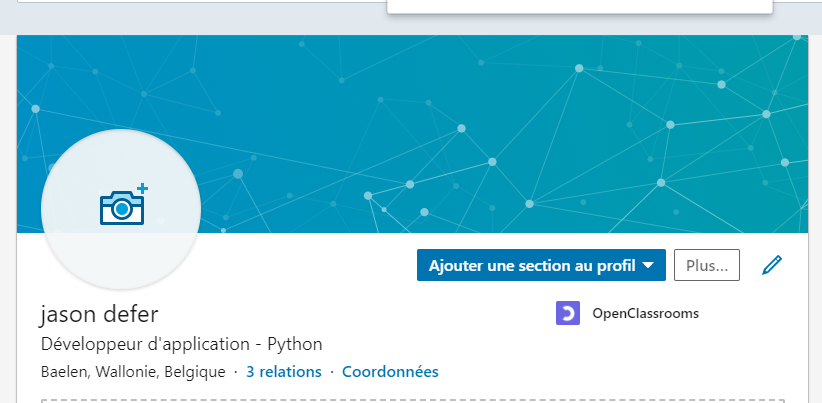 Ajouter une section au profil Plus...
jason defer
OpenClassrooms
Développeur d'application - Python
Baelen, Wallonie, Belgique · 3 relations · Coordonnées